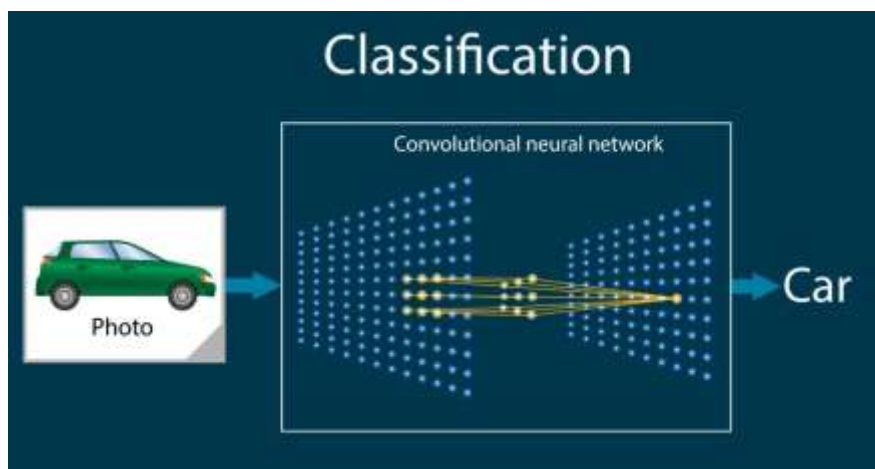 Classification
Convolutional neural network
Photo
Car